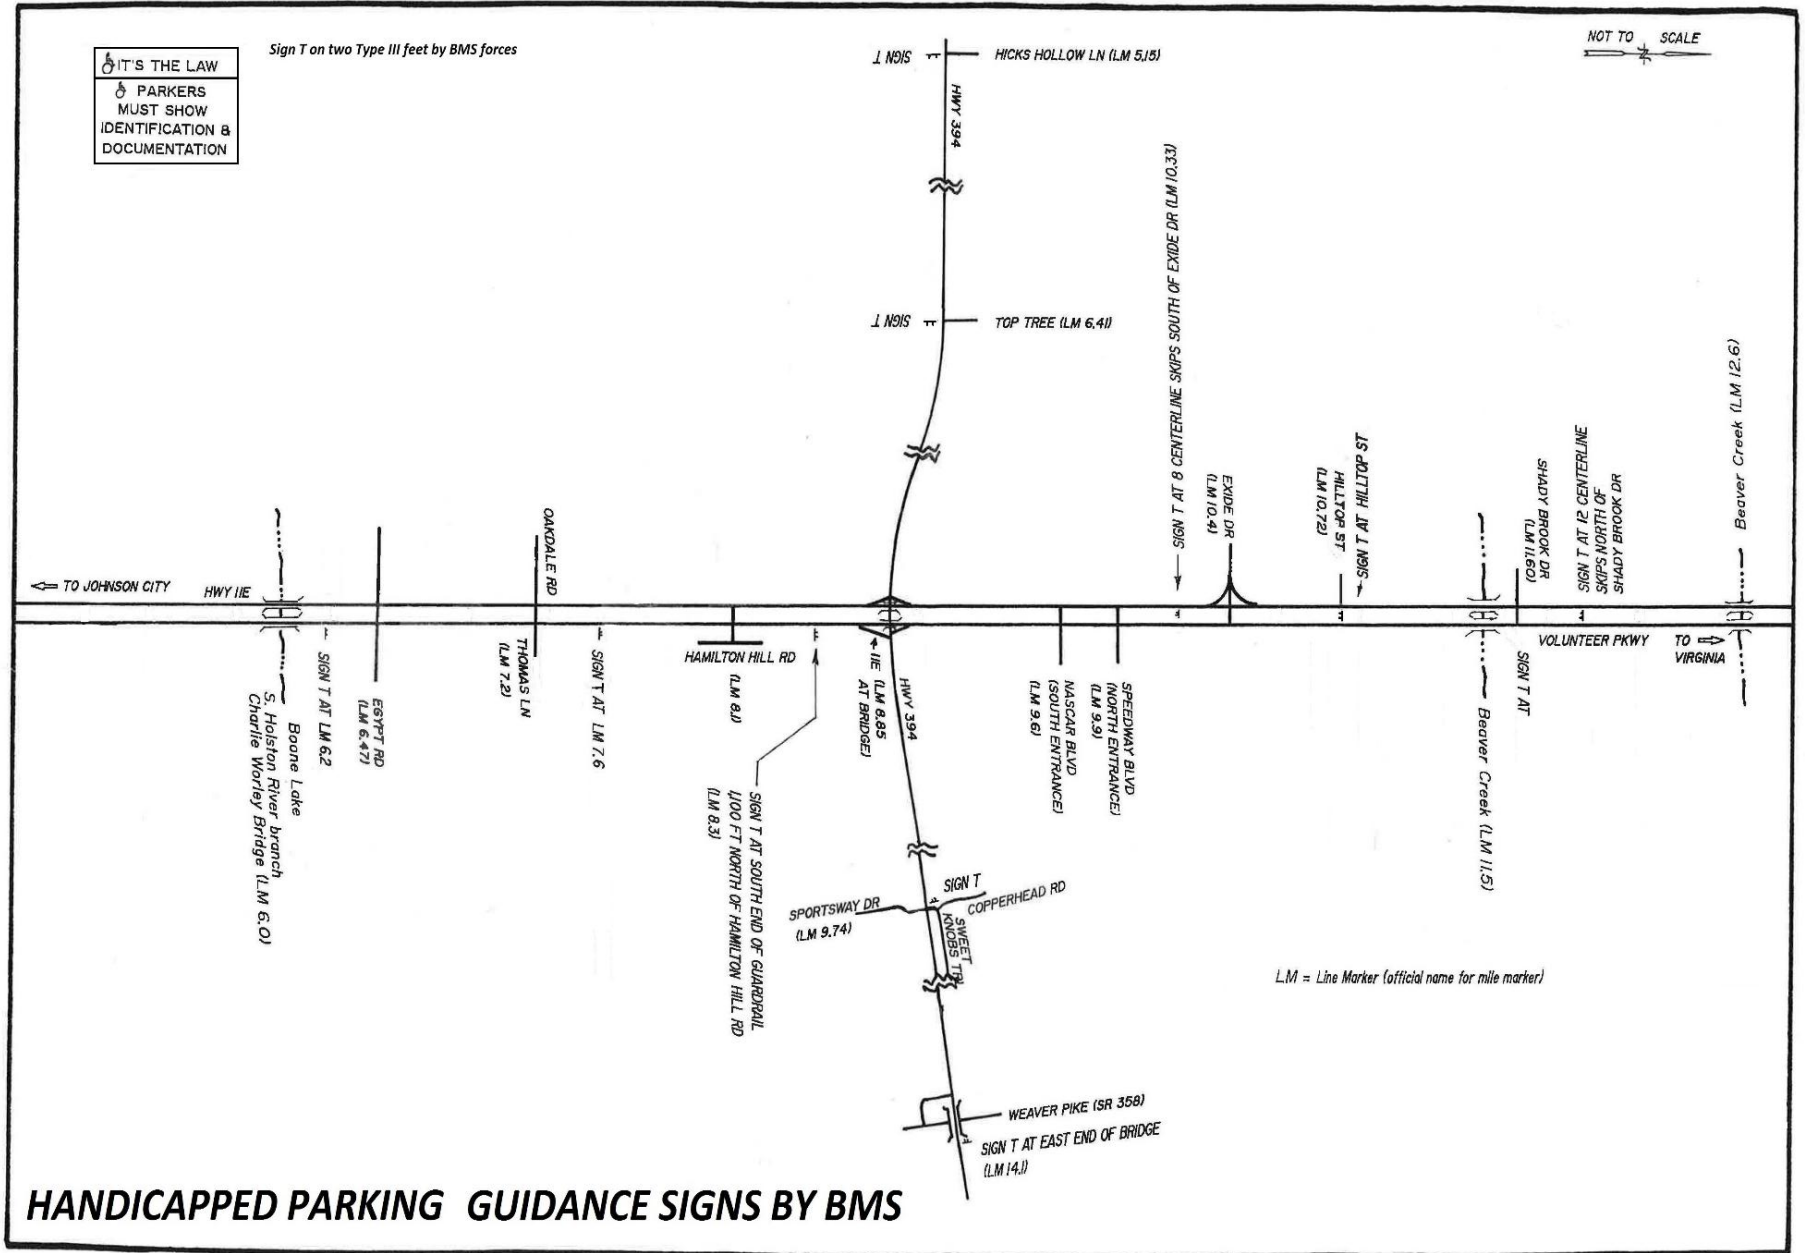 IT'S THE LAW
PARKERS
MUST SHOW
IDENTIFICATION &
DOCUMENTATION
Sign T on two Type III feet by BMS forces
NOT TO SCALE
SIGN T
HICKS HOLLOW LN (LM 5.15)
HWY 394
SIGN T
TOP TREE (LM 6.41)
SIGN T AT 8 CENTERLINE SKIPS SOUTH OF EXIDE DR (LM 10.33)
EXIDE DR
(LM 10.4)
HILLTOP ST
(LM 10.72)
SIGN T AT HILLTOP ST
SHADY BROOK DR
(LM 11.60)
SIGN T AT 12 CENTERLINE
SKIPS NORTH OF
SHADY BROOK DR
Beaver Creek (LM 12.6)
TO JOHNSON CITY
HWY 11E
OAKDALE RD
Boone Lake
S. Holston River branch
Charlie Worley Bridge (LM 6.0)
SIGN T AT LM 6.2
EGYPT RD
(LM 6.47)
THOMAS LN
(LM 7.2)
SIGN T AT LM 7.6
HAMILTON HILL RD
(LM 8.1)
SIGN T AT SOUTH END OF GUARDRAIL
(100 FT NORTH OF HAMILTON HILL RD
(LM 8.3)
11E (LM 8.85
AT BRIDGE)
HWY 394
NASCAR BLVD
(SOUTH ENTRANCE)
(LM 9.6)
SPEEDWAY BLVD
(NORTH ENTRANCE)
(LM 9.9)
Beaver Creek (LM 11.5)
SIGN T AT
VOLUNTEER PKWY
TO
VIRGINIA
SPORTSWAY DR
(LM 9.74)
SIGN T
COPPERHEAD RD
SWEET
KNOBS TRL
LM = Line Marker (official name for mile marker)
WEAVER PIKE (SR 358)
SIGN T AT EAST END OF BRIDGE
(LM 14.1)
HANDICAPPED PARKING GUIDANCE SIGNS BY BMS